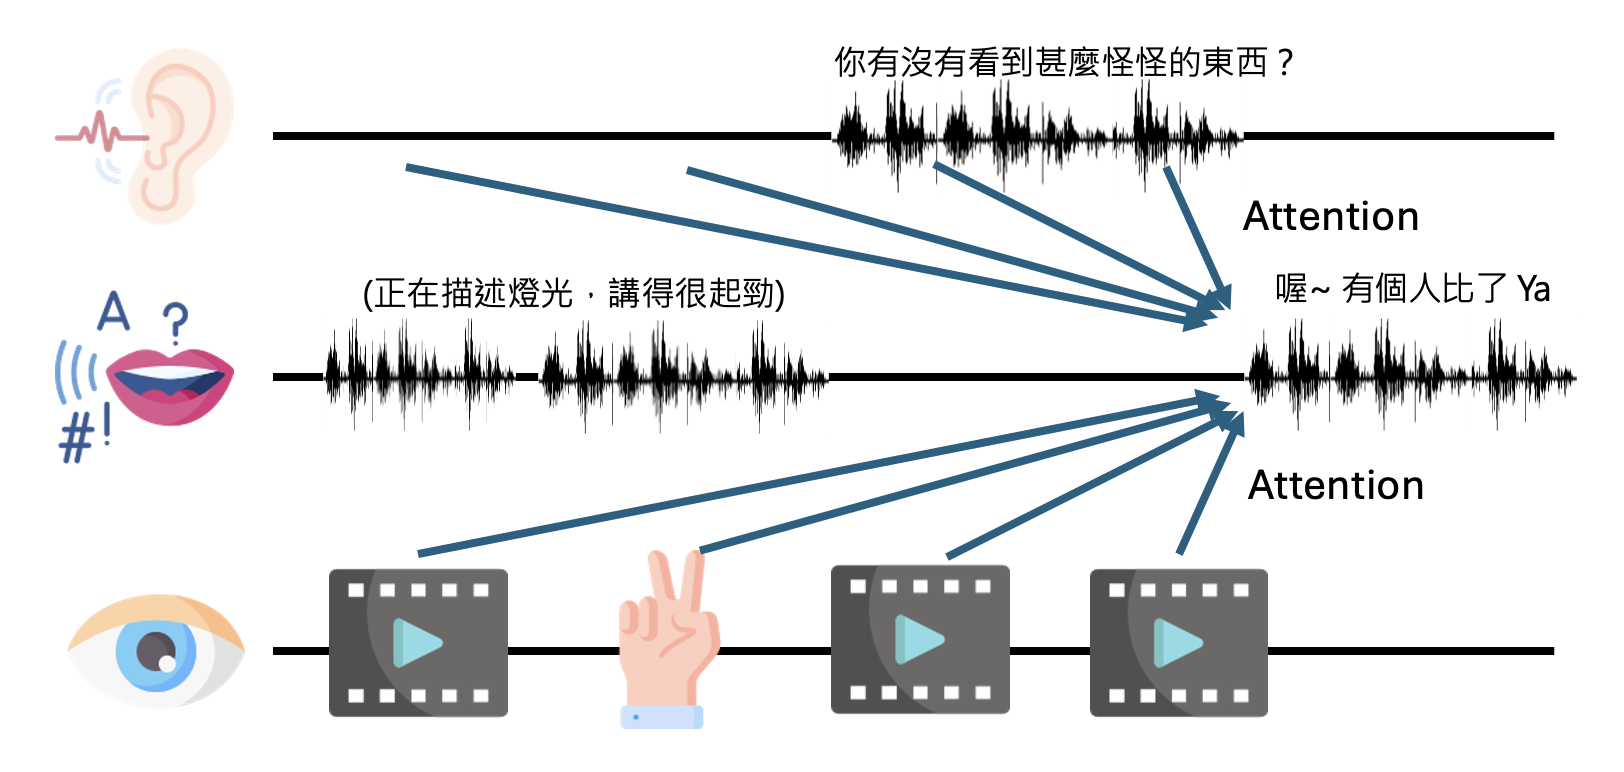 你有沒有看到甚麼怪怪的東西？
Attention
(正在描述燈光，講得很起勁)
喔~ 有個人比了 Ya
A ?
#!
Attention